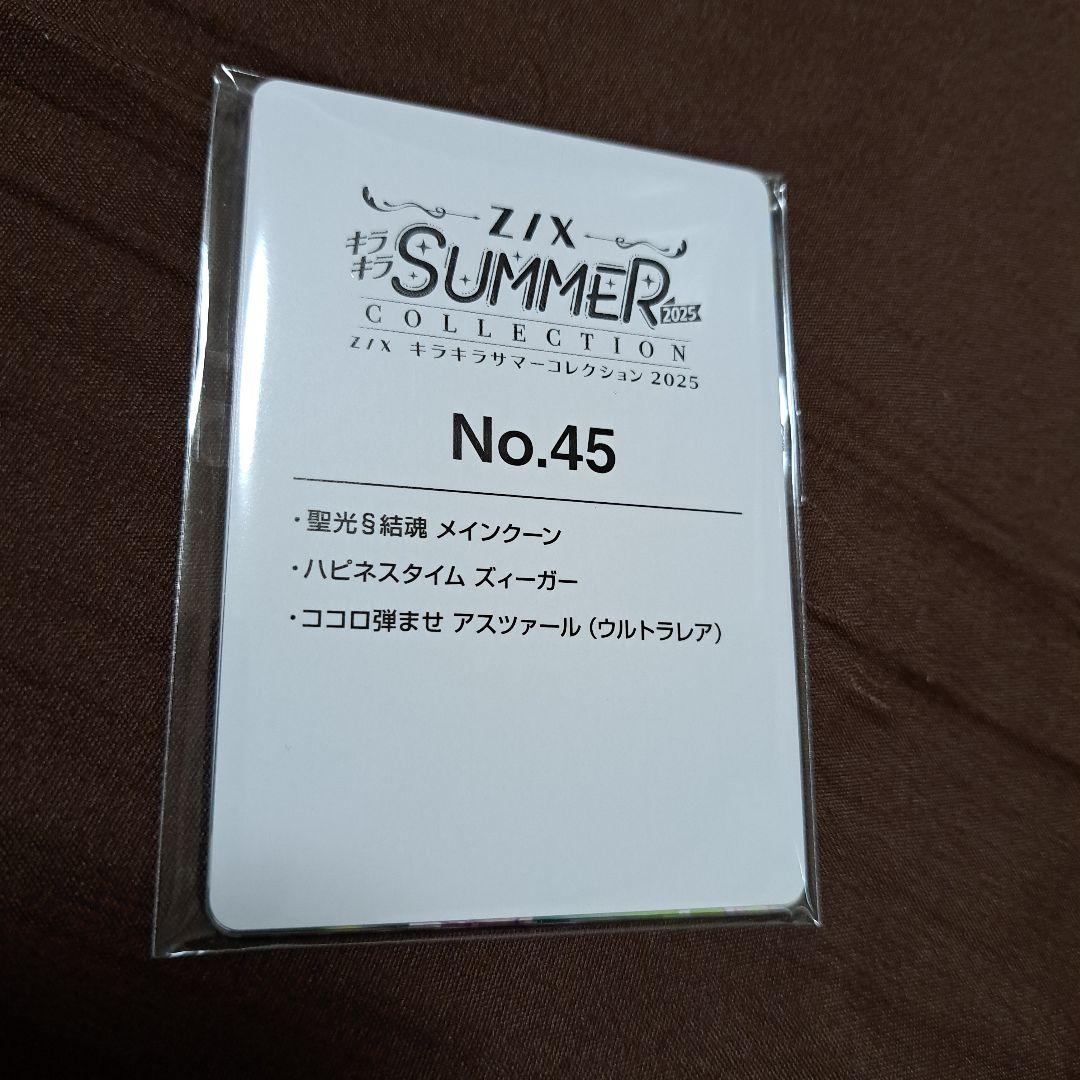 Z/X
キラ
キラ
SUMMER
2025
COLLECTION
Z/X キラキラサマーコレクション 2025
No.45
・聖光§結魂 メインクーン
・ハピネスタイム ズィーガー
・ココロ弾ませ アスツァール（ウルトラレア）